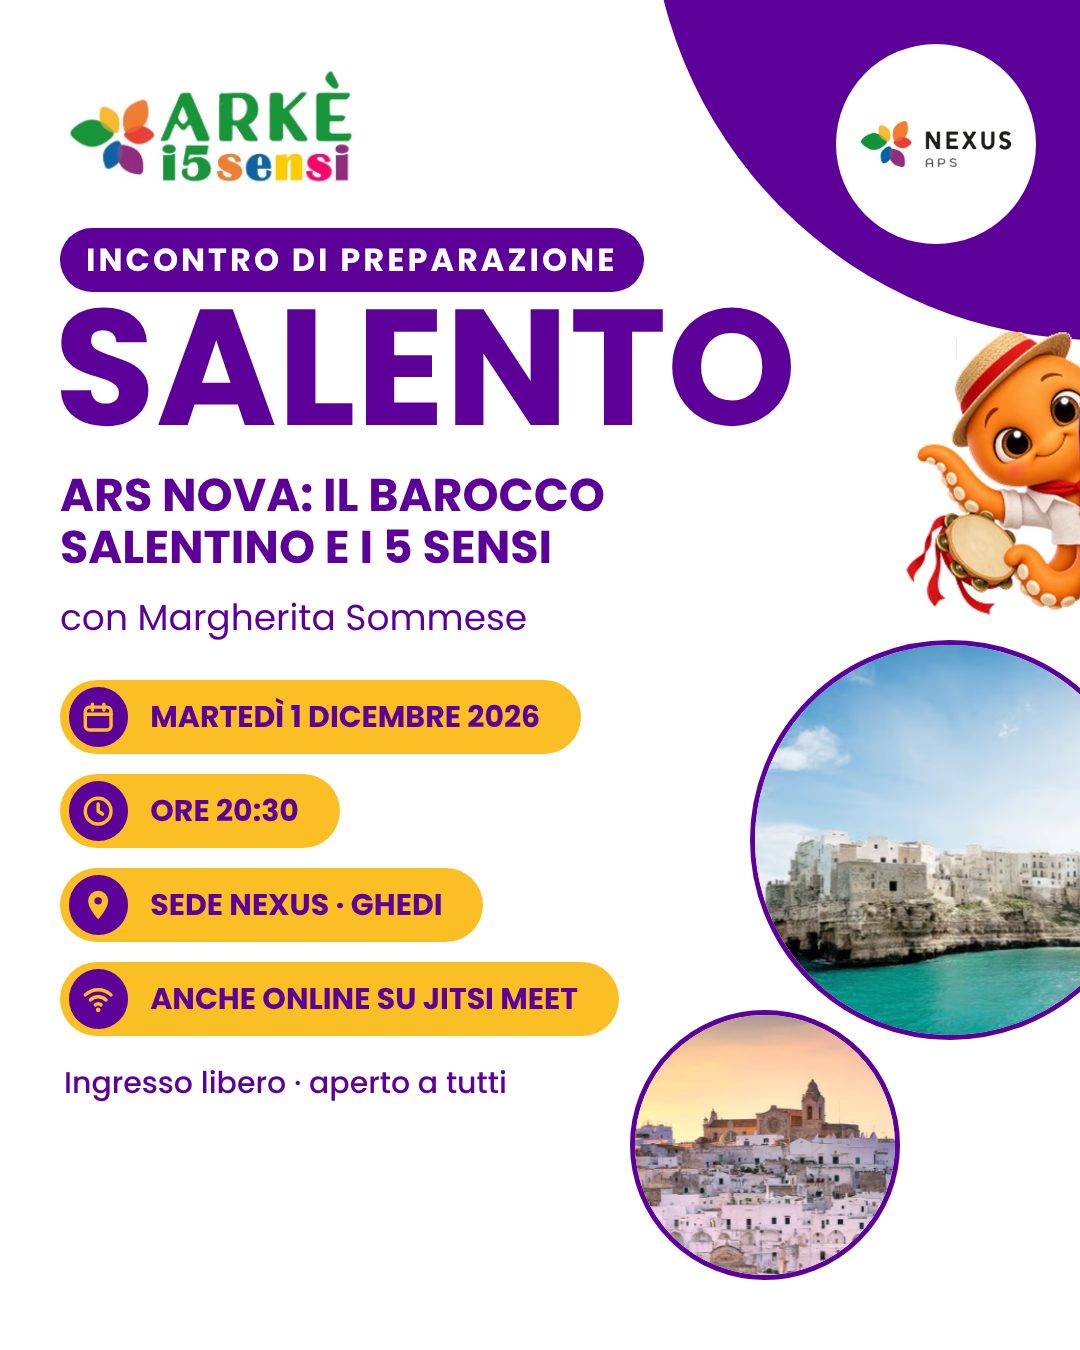 ARKÈ
i5sensi
NEXUS
APS
INCONTRO DI PREPARAZIONE
SALENTO
ARS NOVA: IL BAROCCO
SALENTINO E I 5 SENSI
con Margherita Sommese
MARTEDÌ 1 DICEMBRE 2026
ORE 20:30
SEDE NEXUS · GHEDI
ANCHE ONLINE SU JITSI MEET
Ingresso libero · aperto a tutti